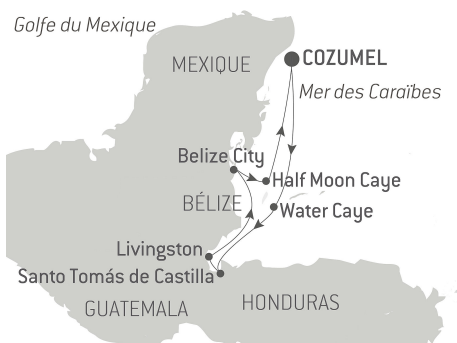 Golfe du Mexique
COZUMEL
MEXIQUE
Mer des Caraïbes
Belize City
Half Moon Caye
BÉLIZE
Water Caye
Livingston
Santo Tomás de Castilla
GUATEMALA
HONDURAS